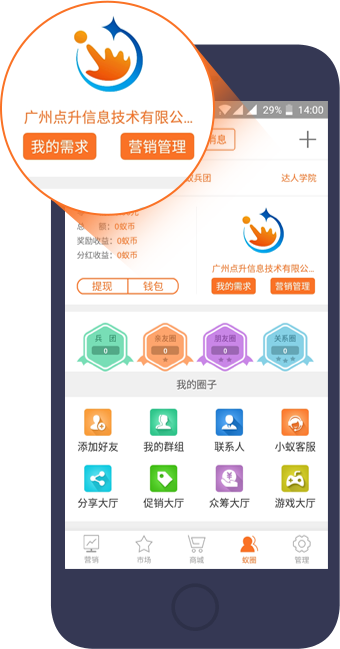 广州点升信息技术有限公...
我的需求 营销管理
29% 14:00
消息
蚁兵团 达人学院
总 额：0蚁币
奖励收益：0蚁币
分红收益：0蚁币
提现 钱包
广州点升信息技术有限公...
我的需求 营销管理
兵 团 亲友圈 朋友圈 关系圈
0 0 0 0
我的圈子
添加好友 我的群组 联系人 小蚁客服
分享大厅 促销大厅 众筹大厅 游戏大厅
营销 市场 商城 蚁圈 管理